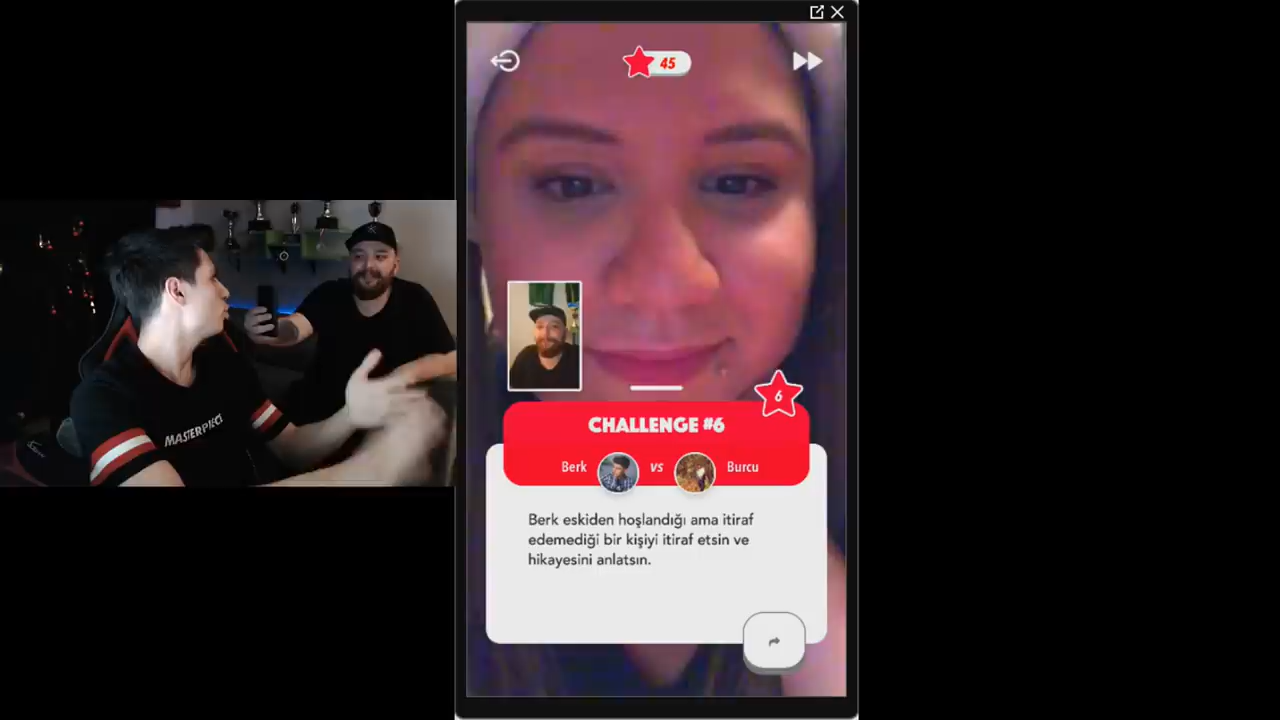 45
6
CHALLENGE #6
Berk vs Burcu
Berk eskiden hoşlandığı ama itiraf
edemediği bir kişiyi itiraf etsin ve
hikayesini anlatsın.
MASTERPIECE